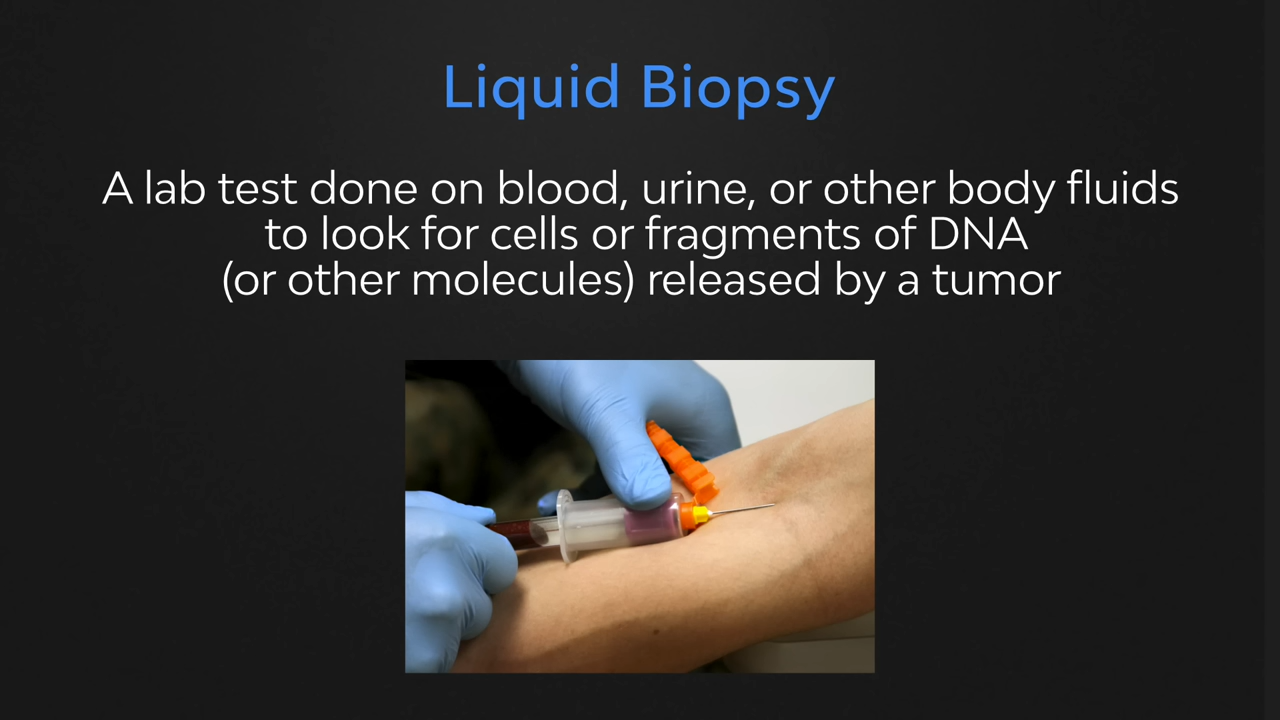 Liquid Biopsy
A lab test done on blood, urine, or other body fluids
to look for cells or fragments of DNA
(or other molecules) released by a tumor